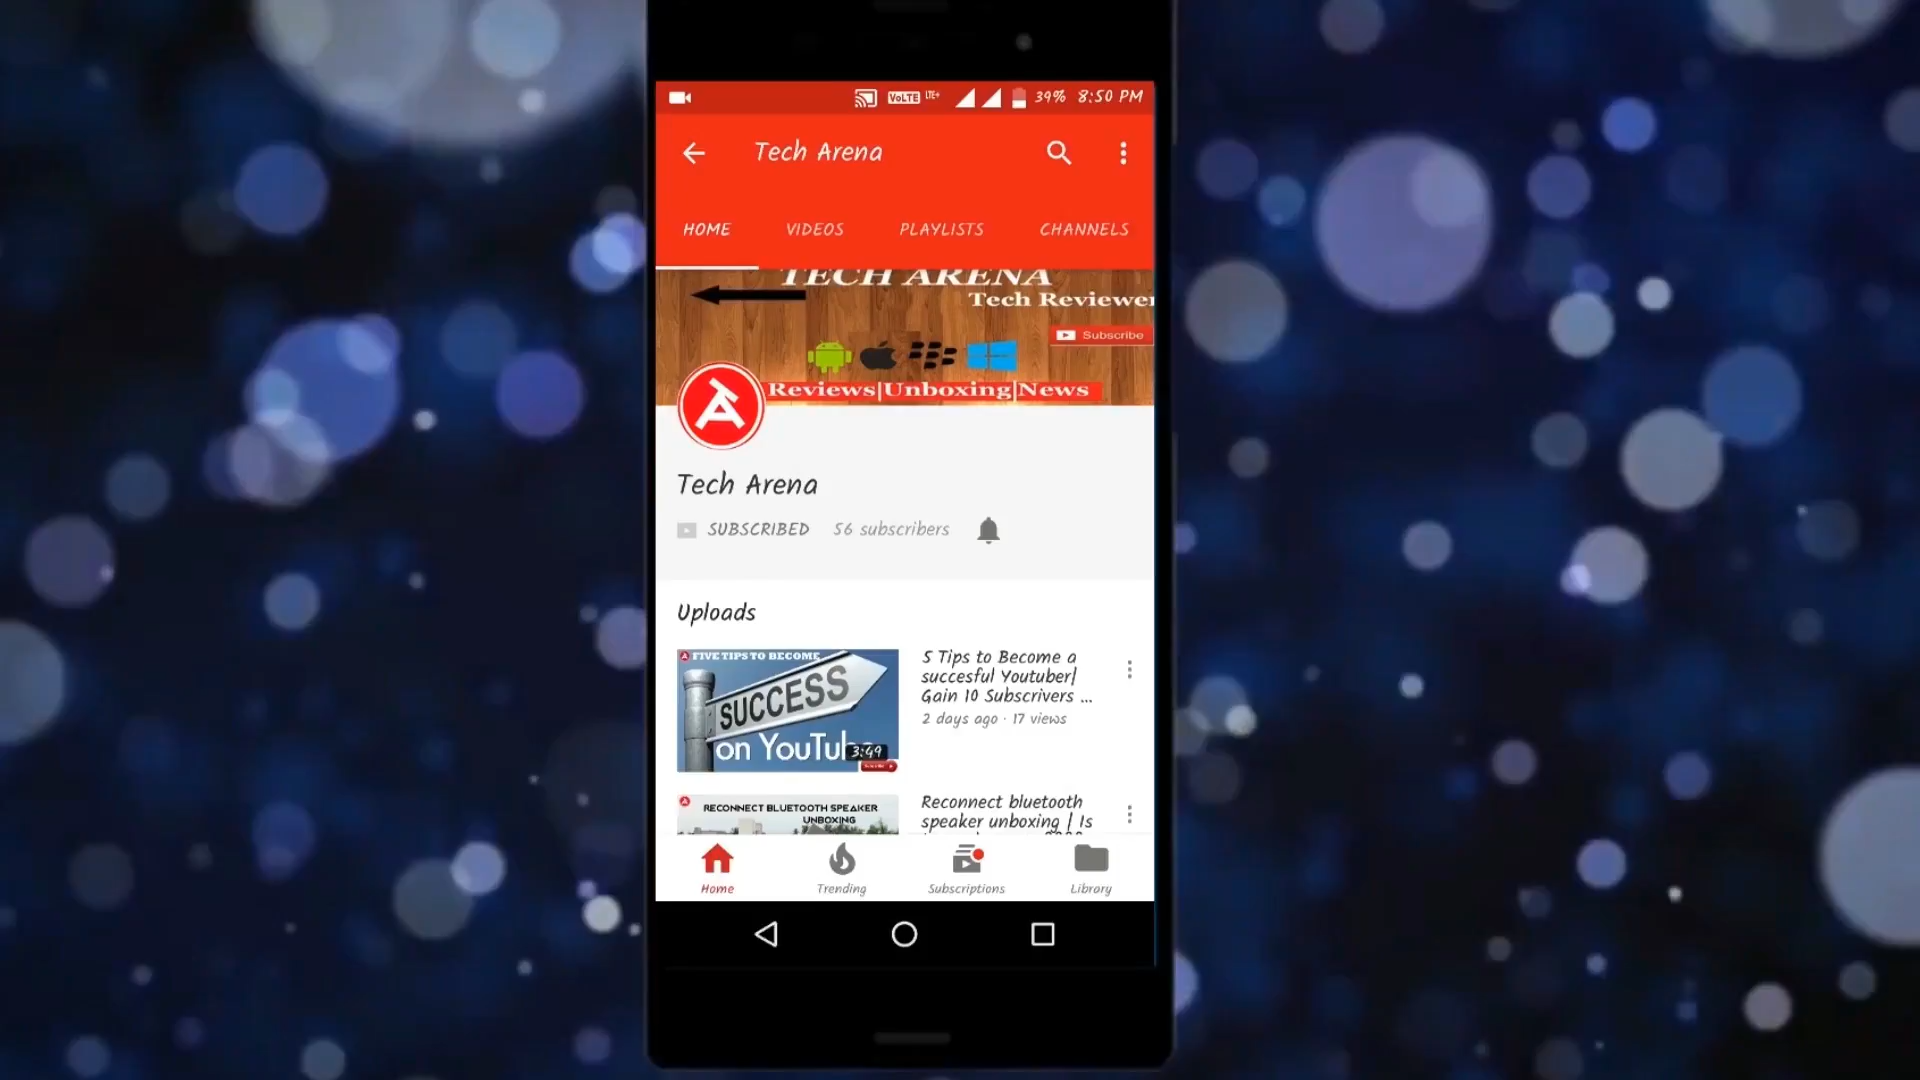 VoLTE LTE+ 39% 8:50 PM
Tech Arena
HOME VIDEOS PLAYLISTS CHANNELS
TECH ARENA
Tech Reviewer
Subscribe
Reviews|Unboxing|News
Tech Arena
SUBSCRIBED 56 subscribers
Uploads
FIVE TIPS TO BECOME
SUCCESS
on YouTub
3:49
5 Tips to Become a
succesful Youtuber|
Gain 10 Subscrivers ...
2 days ago · 17 views
RECONNECT BLUETOOTH SPEAKER
UNBOXING
Reconnect bluetooth
speaker unboxing | Is
Home Trending Subscriptions Library